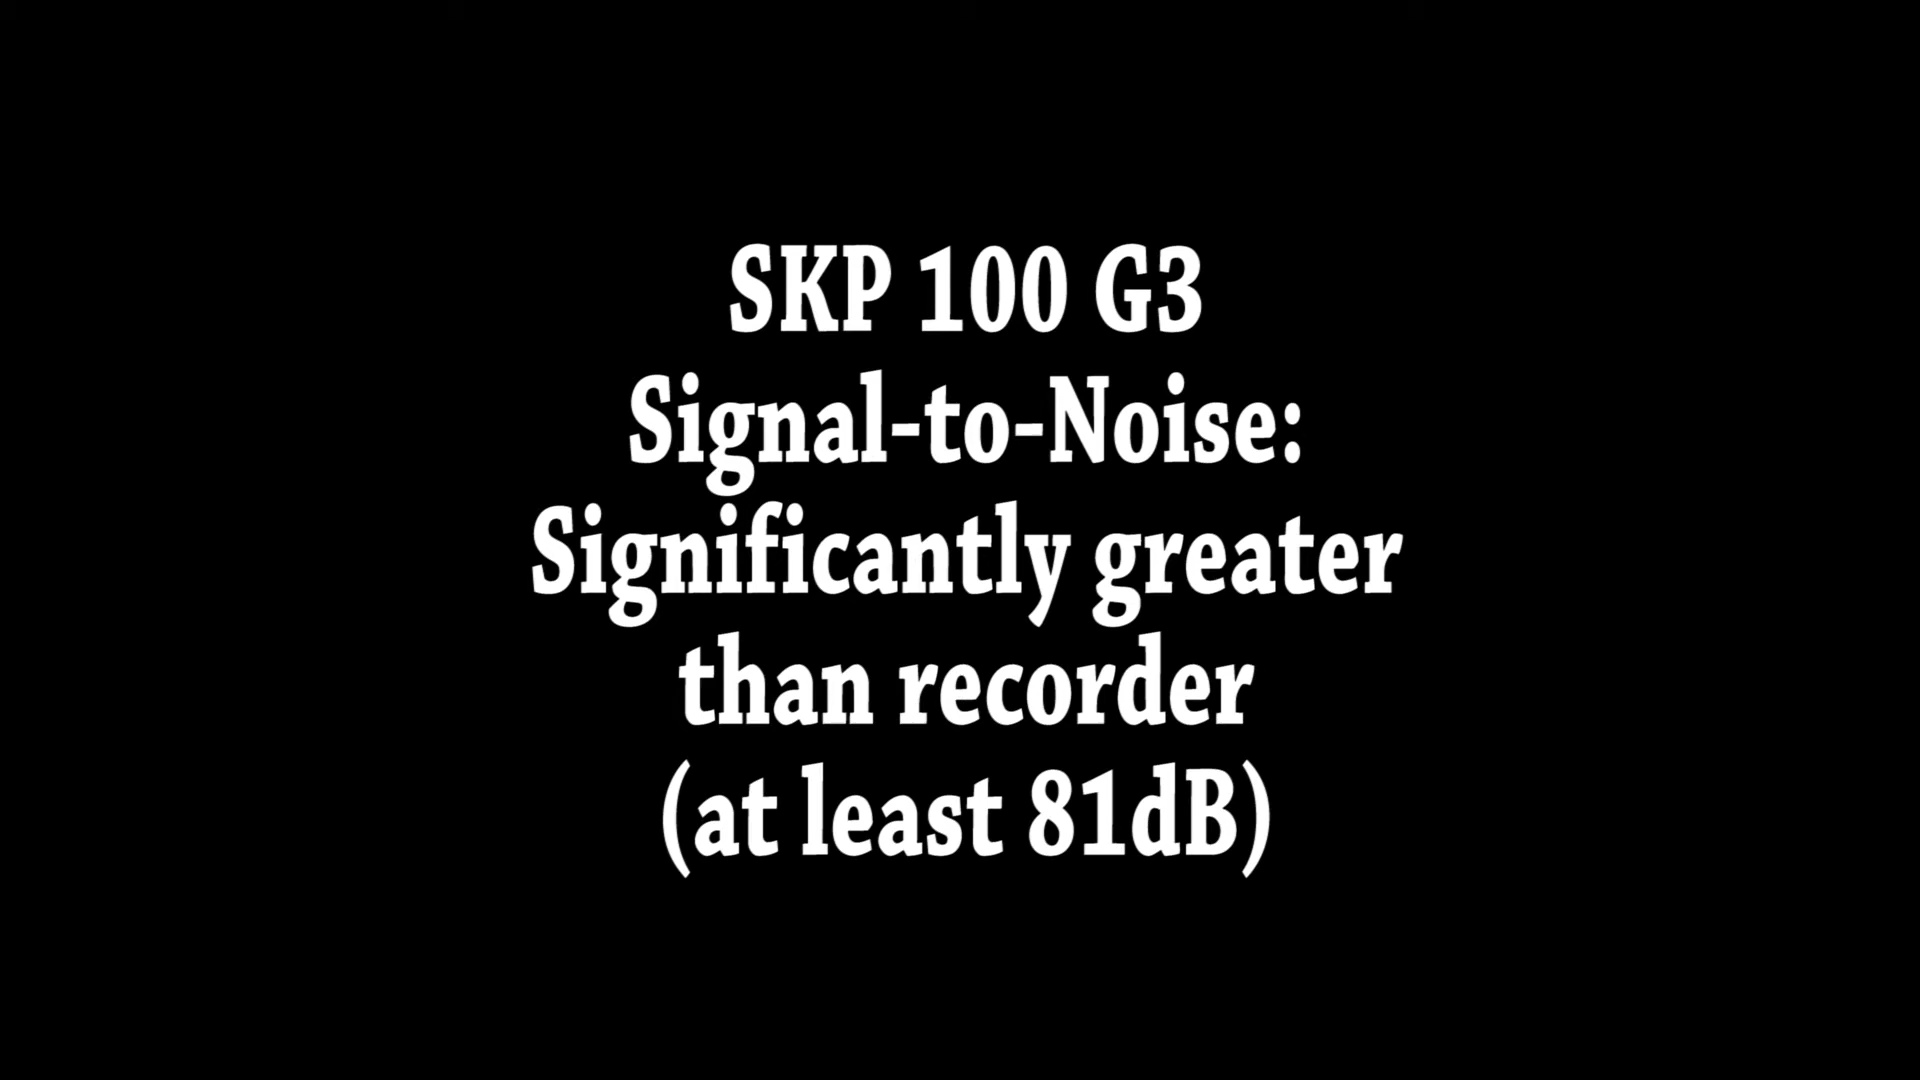 SKP 100 G3
Signal-to-Noise:
Significantly greater
than recorder
(at least 81dB)